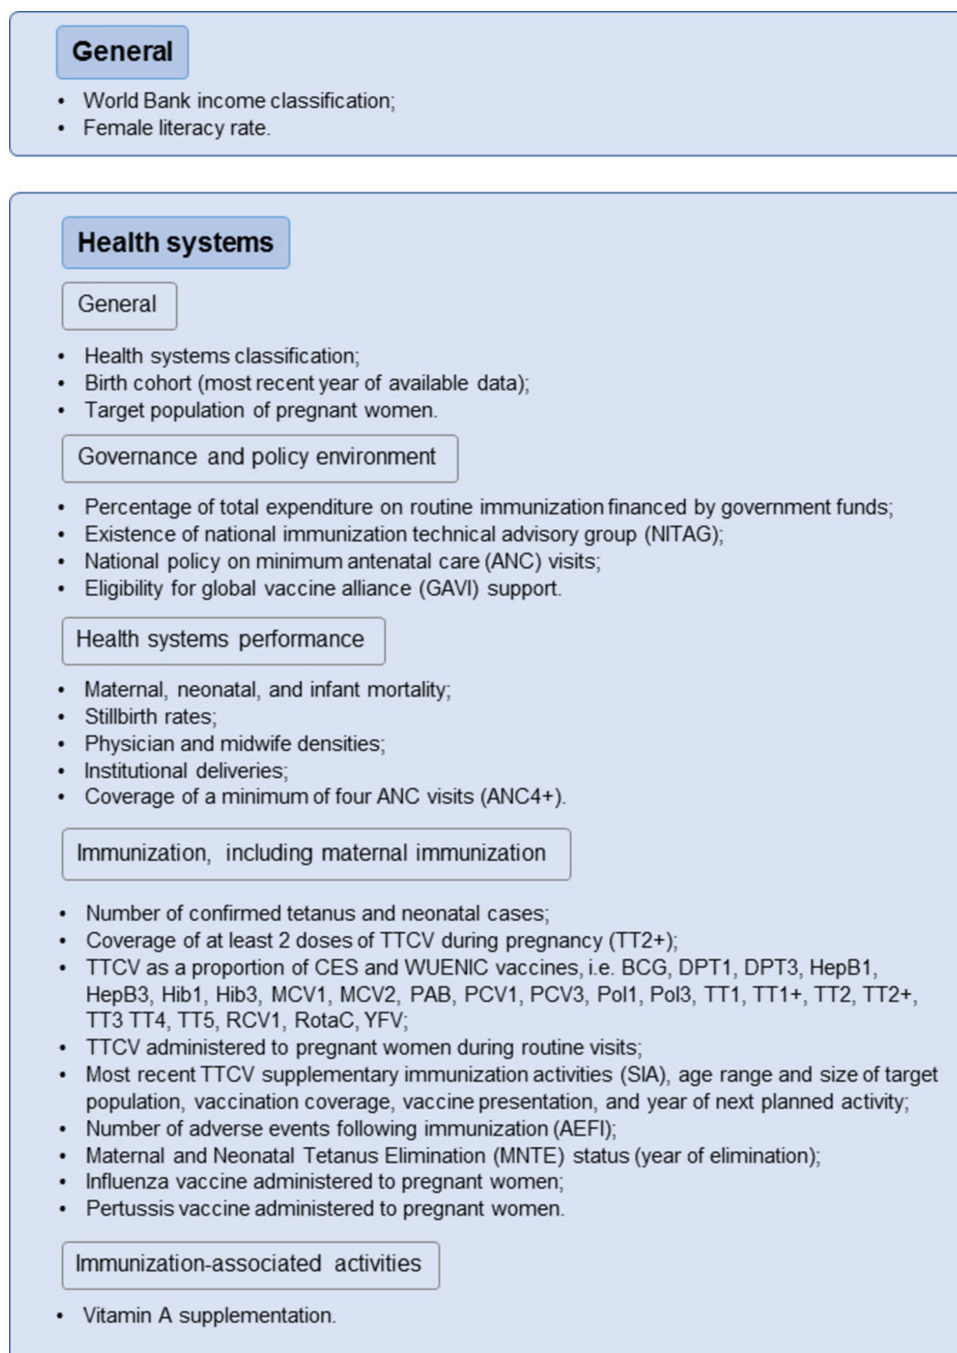 General
• World Bank income classification;
• Female literacy rate.
Health systems
General
• Health systems classification;
• Birth cohort (most recent year of available data);
• Target population of pregnant women.
Governance and policy environment
• Percentage of total expenditure on routine immunization financed by government funds;
• Existence of national immunization technical advisory group (NITAG);
• National policy on minimum antenatal care (ANC) visits;
• Eligibility for global vaccine alliance (GAVI) support.
Health systems performance
• Maternal, neonatal, and infant mortality;
• Stillbirth rates;
• Physician and midwife densities;
• Institutional deliveries;
• Coverage of a minimum of four ANC visits (ANC4+).
Immunization, including maternal immunization
• Number of confirmed tetanus and neonatal cases;
• Coverage of at least 2 doses of TTCV during pregnancy (TT2+);
• TTCV as a proportion of CES and WUENIC vaccines, i.e. BCG, DPT1, DPT3, HepB1,
HepB3, Hib1, Hib3, MCV1, MCV2, PAB, PCV1, PCV3, Pol1, Pol3, TT1, TT1+, TT2, TT2+,
TT3 TT4, TT5, RCV1, RotaC, YFV;
• TTCV administered to pregnant women during routine visits;
• Most recent TTCV supplementary immunization activities (SIA), age range and size of target
population, vaccination coverage, vaccine presentation, and year of next planned activity;
• Number of adverse events following immunization (AEFI);
• Maternal and Neonatal Tetanus Elimination (MNTE) status (year of elimination);
• Influenza vaccine administered to pregnant women;
• Pertussis vaccine administered to pregnant women.
Immunization-associated activities
• Vitamin A supplementation.